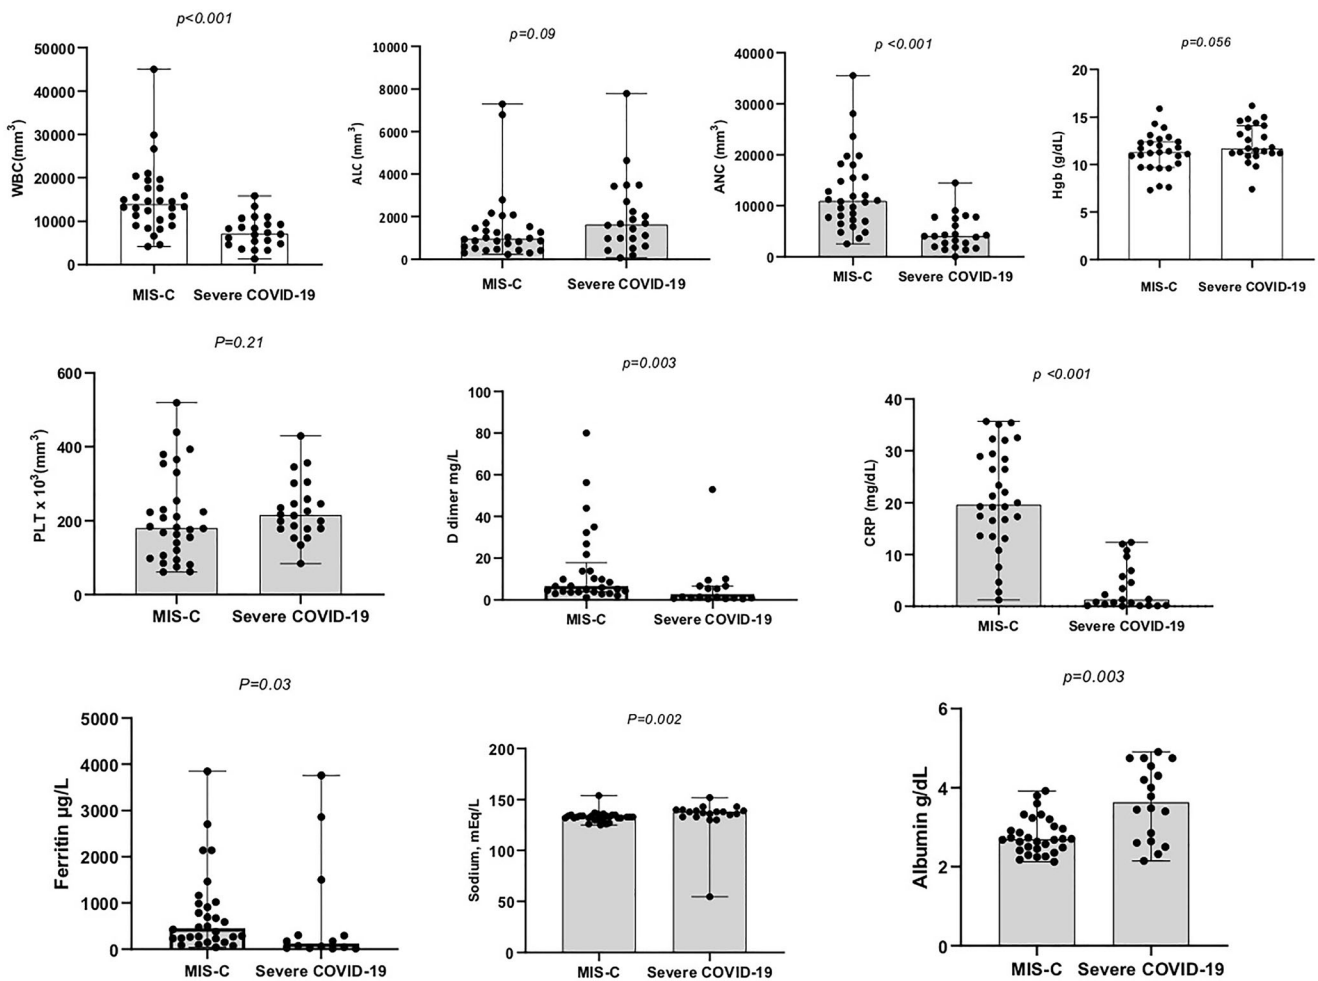 p<0.001
WBC(mm3)
50000
40000
30000
20000
10000
0
MIS-C Severe COVID-19
p=0.09
ALC (mm3)
10000
8000
6000
4000
2000
0
MIS-C Severe COVID-19
p <0.001
ANC (mm3)
40000
30000
20000
10000
0
MIS-C Severe COVID-19
p=0.056
Hgb (g/dL)
20
15
10
5
0
MIS-C Severe COVID-19
P=0.21
PLT x 103(mm3)
600
400
200
0
MIS-C Severe COVID-19
p=0.003
D dimer mg/L
100
80
60
40
20
0
MIS-C Severe COVID-19
p <0.001
CRP (mg/dL)
40
30
20
10
0
MIS-C Severe COVID-19
P=0.03
Ferritin µg/L
5000
4000
3000
2000
1000
0
MIS-C Severe COVID-19
P=0.002
Sodium, mEq/L
200
150
100
50
0
MIS-C Severe COVID-19
p=0.003
Albumin g/dL
6
4
2
0
MIS-C Severe COVID-19